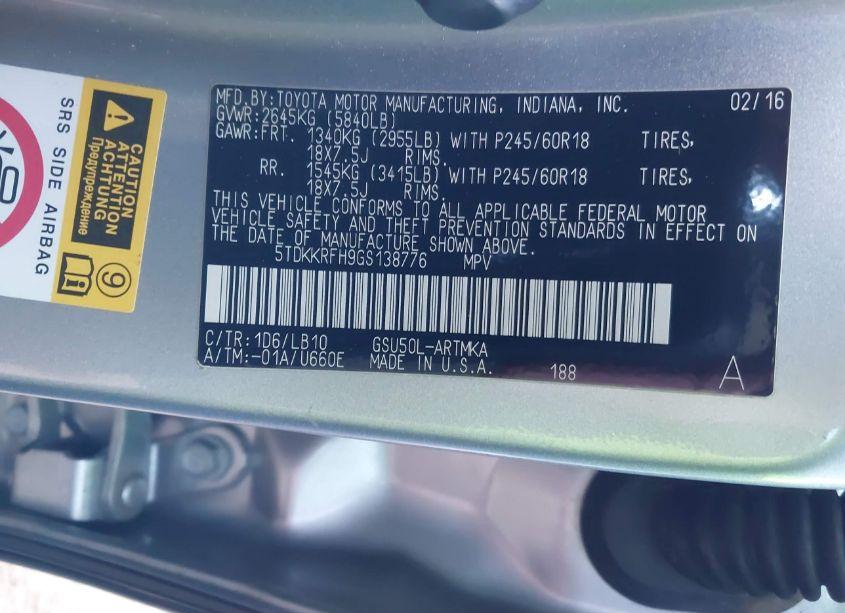 MFD.BY:TOYOTA MOTOR MANUFACTURING, INDIANA, INC. 02/16
GVWR:2645KG (5840LB)
GAWR:FRT. 1340KG (2955LB) WITH P245/60R18 TIRES,
18X7.5J RIMS.
RR. 1545KG (3415LB) WITH P245/60R18 TIRES,
18X7.5J RIMS.
THIS VEHICLE CONFORMS TO ALL APPLICABLE FEDERAL MOTOR
VEHICLE SAFETY AND THEFT PREVENTION STANDARDS IN EFFECT ON
THE DATE OF MANUFACTURE SHOWN ABOVE.
5TDKKRFH9GS138776 MPV
C/TR:1D6/LB10 GSU50L-ARTMKA
A/TM:-01A/U660E MADE IN U.S.A. 188 A
SRS SIDE AIRBAG
CAUTION
ATTENTION
ACHTUNG
Предупреждение
9